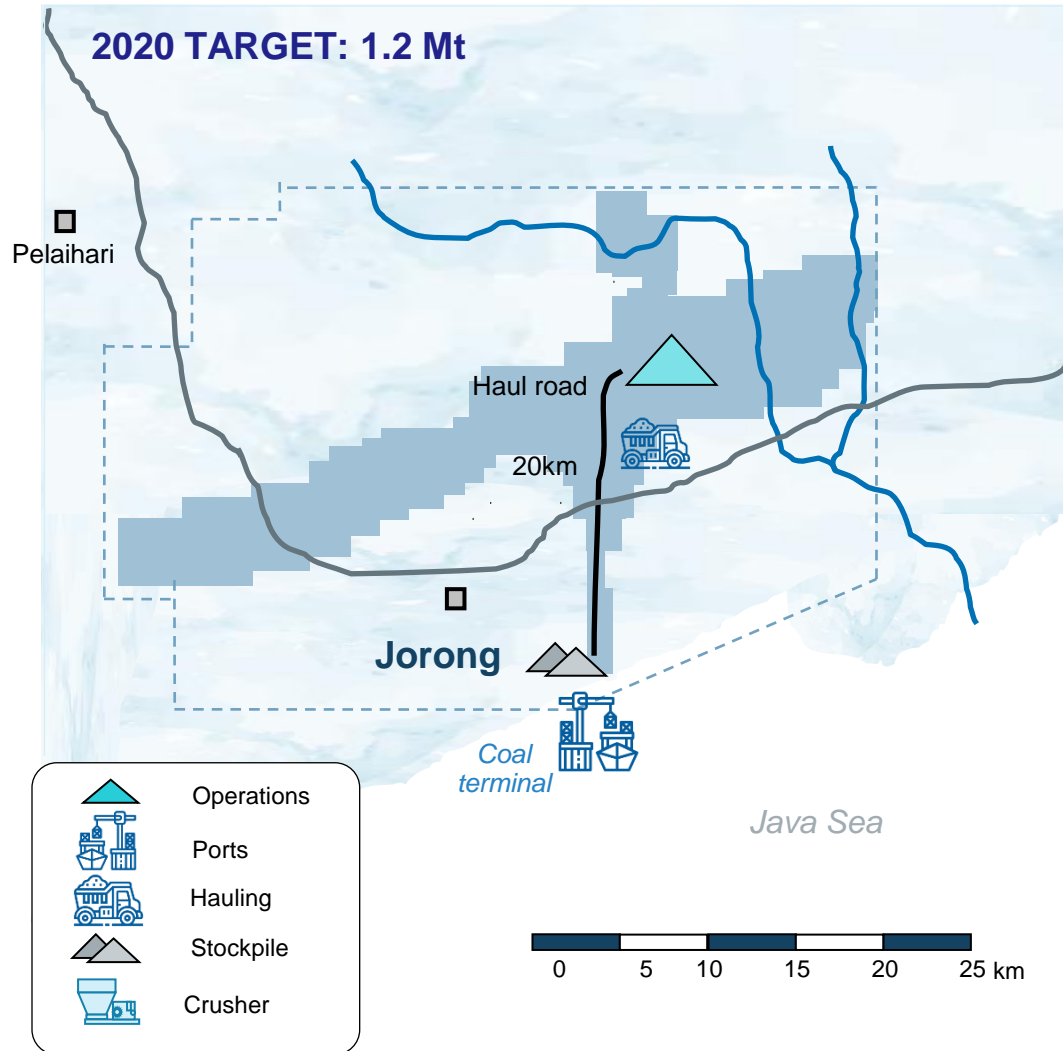 2020 TARGET: 1.2 Mt
Pelaihari
Haul road
20km
Jorong
Coal
terminal
Java Sea
Operations
Ports
Hauling
Stockpile
Crusher
0 5 10 15 20 25 km